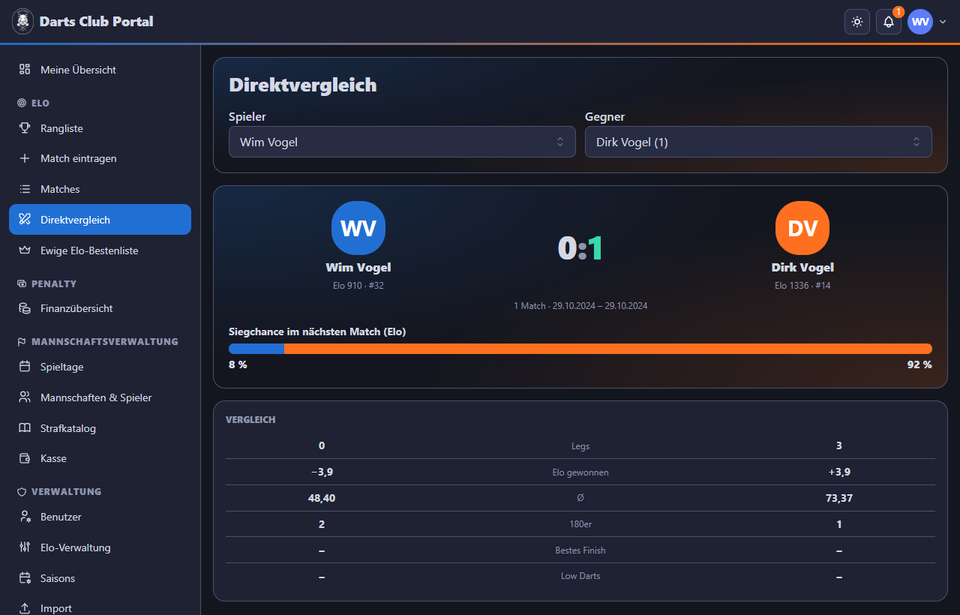 Darts Club Portal
1
WV
Meine Übersicht
ELO
Rangliste
Match eintragen
Matches
Direktvergleich
Ewige Elo-Bestenliste
PENALTY
Finanzübersicht
MANNSCHAFTSVERWALTUNG
Spieltage
Mannschaften & Spieler
Strafkatalog
Kasse
VERWALTUNG
Benutzer
Elo-Verwaltung
Saisons
Import
Direktvergleich
Spieler Gegner
Wim Vogel Dirk Vogel (1)
WV DV
0:1
Wim Vogel Dirk Vogel
Elo 910 · #32 Elo 1336 · #14
1 Match · 29.10.2024 – 29.10.2024
Siegchance im nächsten Match (Elo)
8 % 92 %
VERGLEICH
0 Legs 3
−3,9 Elo gewonnen +3,9
48,40 Ø 73,37
2 180er 1
– Bestes Finish –
– Low Darts –